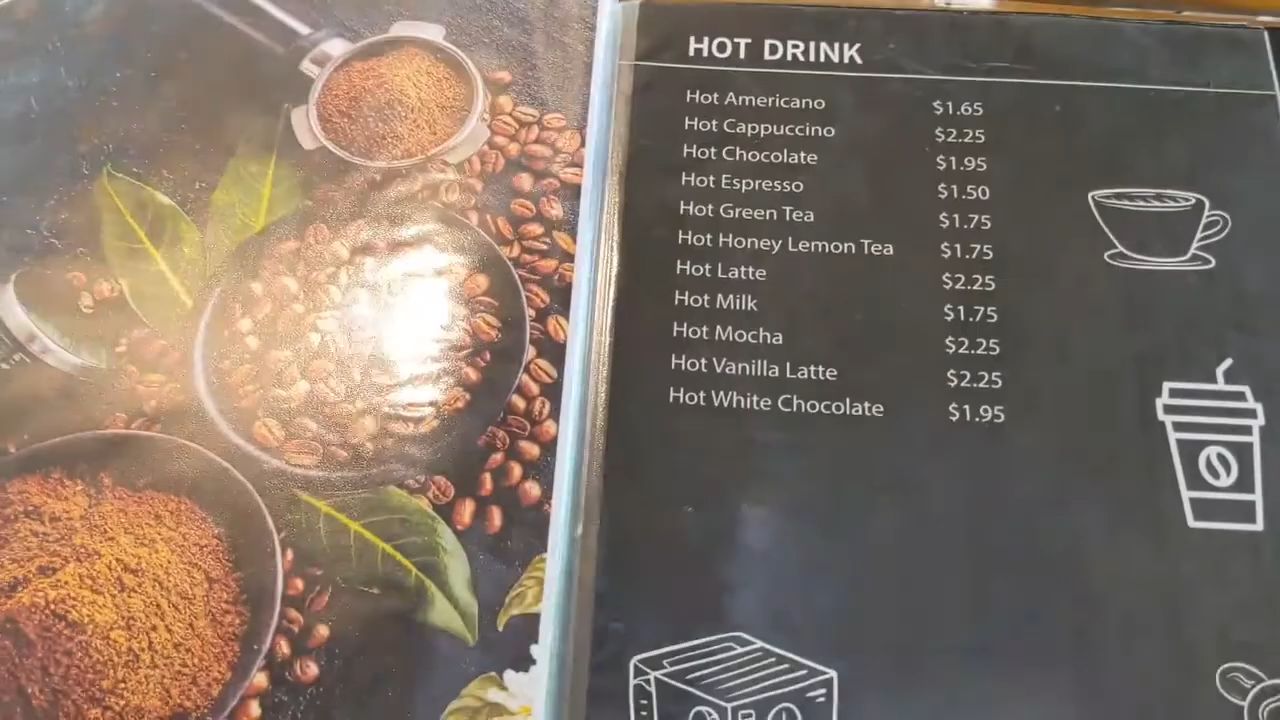 HOT DRINK
Hot Americano $1.65
Hot Cappuccino $2.25
Hot Chocolate $1.95
Hot Espresso $1.50
Hot Green Tea $1.75
Hot Honey Lemon Tea $1.75
Hot Latte $2.25
Hot Milk $1.75
Hot Mocha $2.25
Hot Vanilla Latte $2.25
Hot White Chocolate $1.95